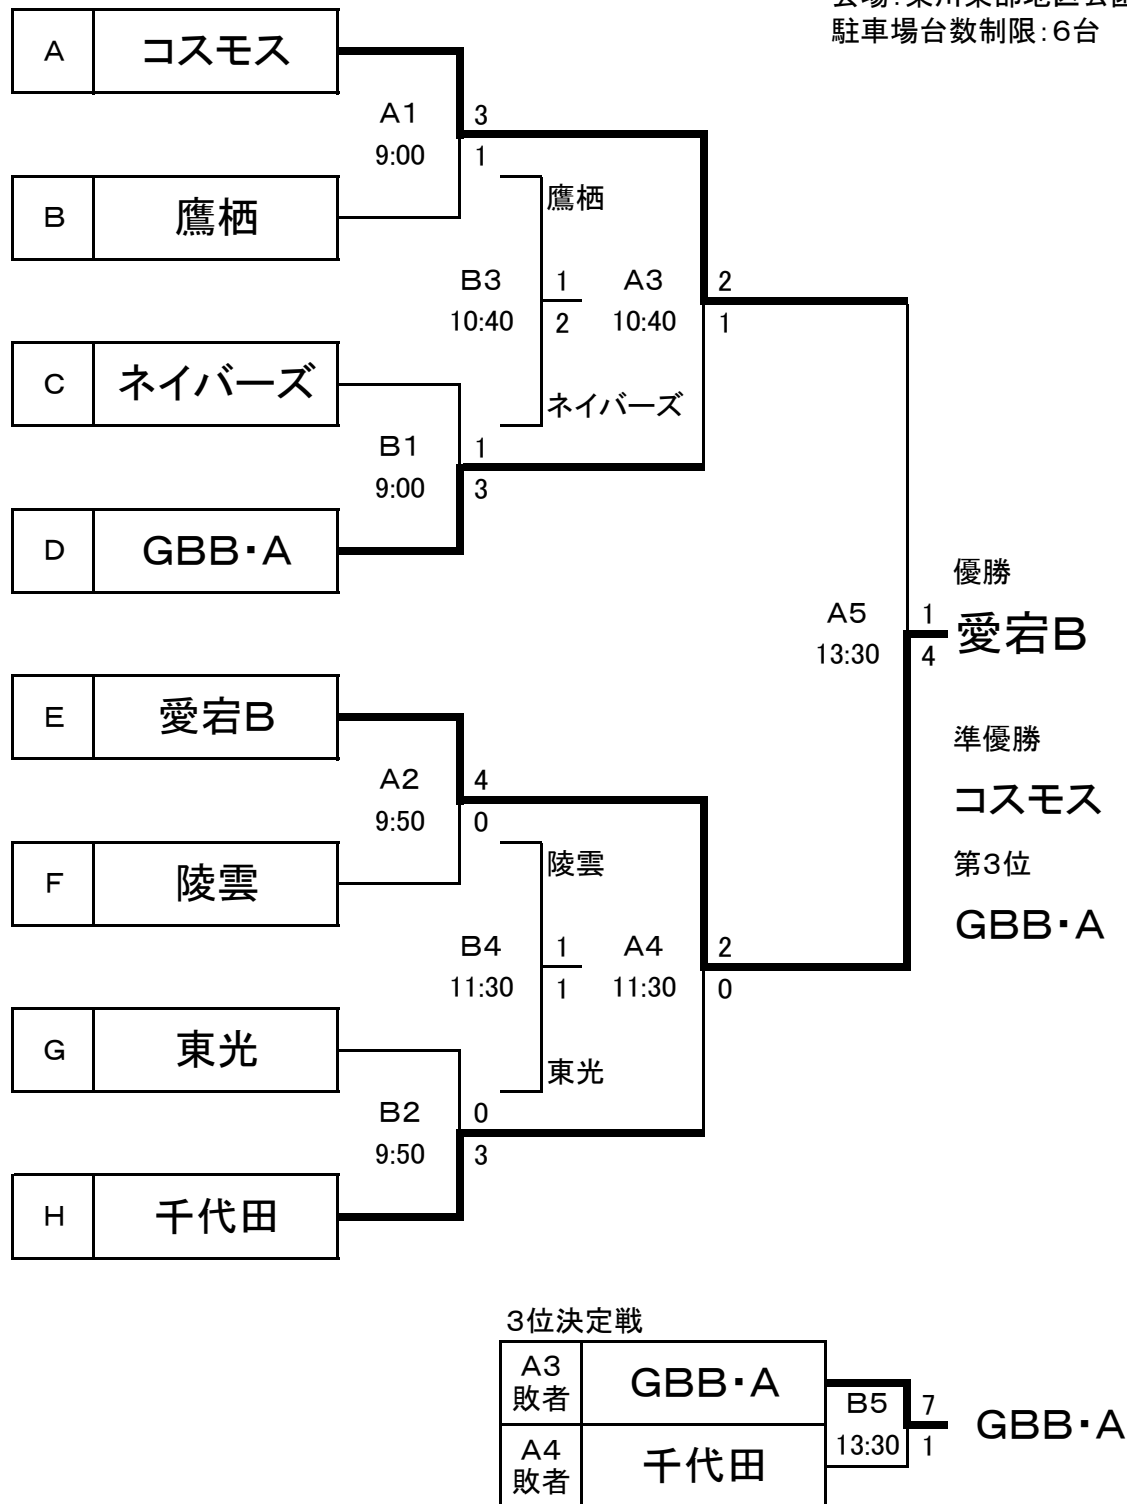 駐車場台数制限：６台
A コスモス
A1 3
9:00 1
B 鷹栖
鷹栖
B3 1 A3 2
10:40 2 10:40 1
C ネイバーズ
ネイバーズ
B1 1
9:00 3
D GBB・A
優勝
A5 1 愛宕B
13:30 4
E 愛宕B
準優勝
A2 4 コスモス
9:50 0
F 陵雲
陵雲
第3位
GBB・A
B4 1 A4 2
11:30 1 11:30 0
G 東光
東光
B2 0
9:50 3
H 千代田
3位決定戦
A3
敗者 GBB・A
B5 7 GBB・A
13:30 1
A4
敗者 千代田